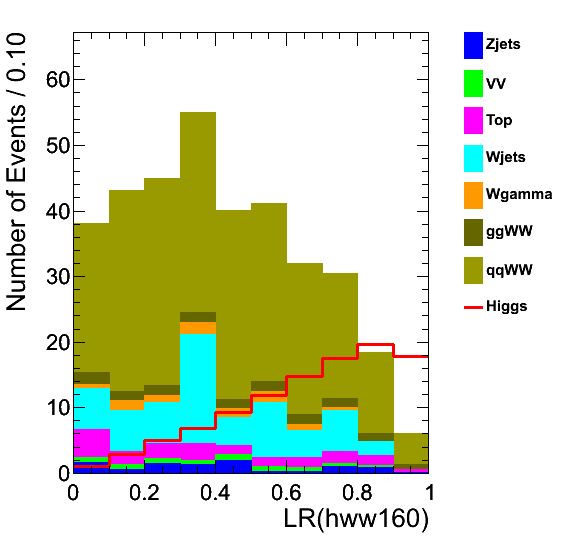 Number of Events / 0.10
60
50
40
30
20
10
0
0 0.2 0.4 0.6 0.8 1
LR(hww160)
Zjets
VV
Top
Wjets
Wgamma
ggWW
qqWW
Higgs